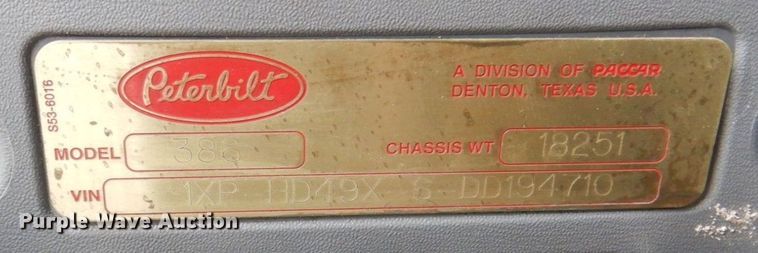 Peterbilt
A DIVISION OF PACCAR
DENTON, TEXAS U.S.A.
S53-6016
MODEL 386
CHASSIS WT 18251
VIN 1XP HD49X 6 DD194710
Purple Wave Auction